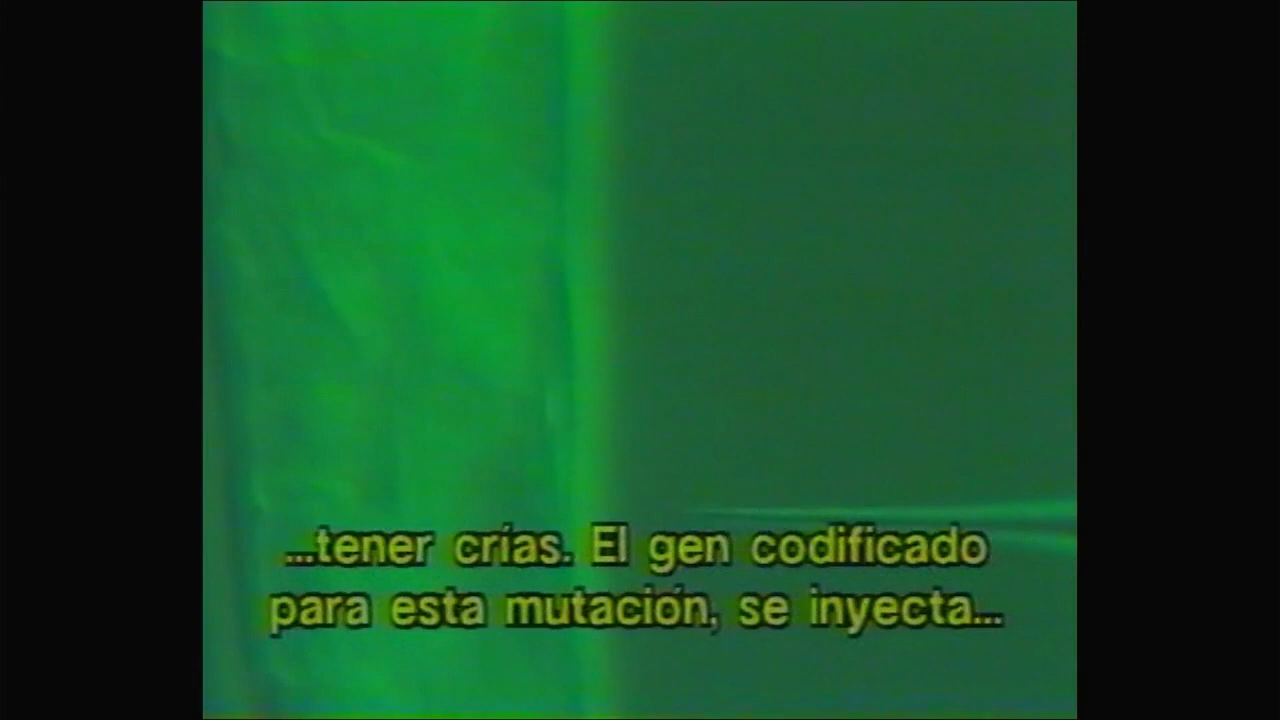 ...tener crías. El gen codificado
para esta mutación, se inyecta...